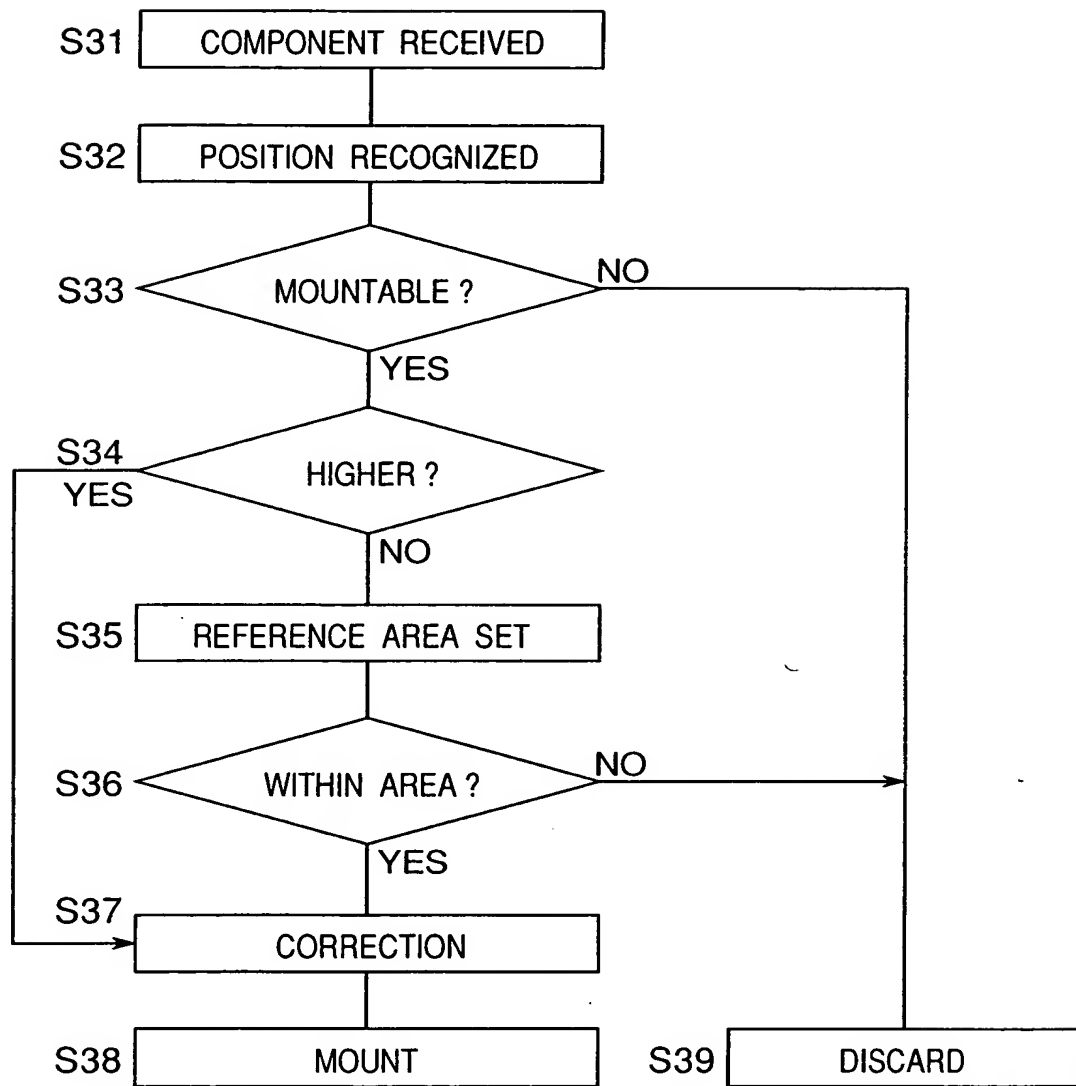 S31 COMPONENT RECEIVED
S32 POSITION RECOGNIZED
S33 MOUNTABLE ? NO
YES
S34 HIGHER ?
YES
NO
S35 REFERENCE AREA SET
S36 WITHIN AREA ? NO
YES
S37 CORRECTION
S38 MOUNT S39 DISCARD